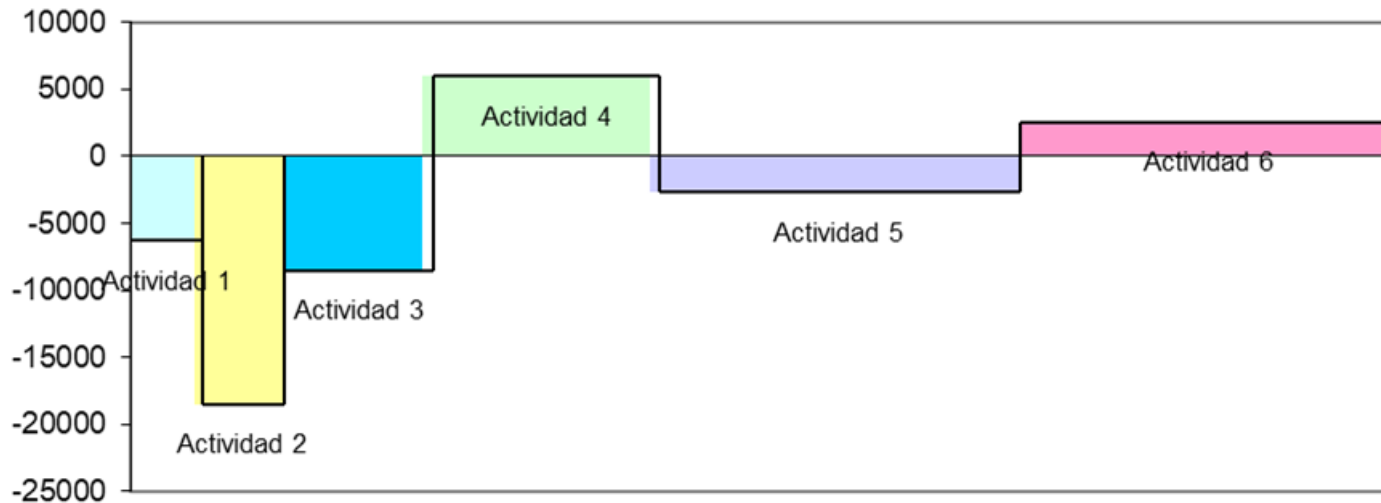 10000
5000
Actividad 4
0
Actividad 6
-5000
Actividad 5
Actividad 1
-10000
Actividad 3
-15000
-20000
Actividad 2
-25000